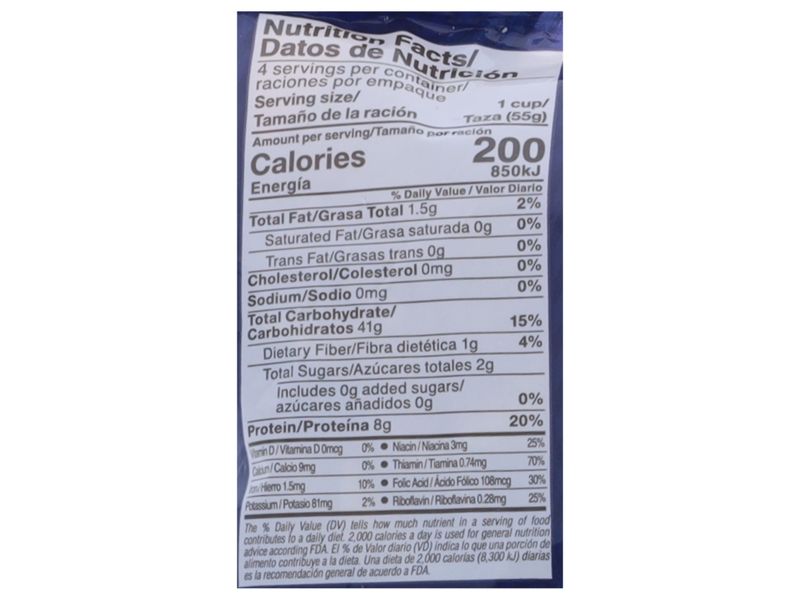 Nutrition Facts/
Datos de Nutrición
4 servings per container/
raciones por empaque
Serving size/ 1 cup/
Tamaño de la ración Taza (55g)
Amount per serving/Tamaño por ración
Calories 200
Energía 850kJ
% Daily Value / Valor Diario
Total Fat/Grasa Total 1.5g 2%
Saturated Fat/Grasa saturada 0g 0%
Trans Fat/Grasas trans 0g 0%
Cholesterol/Colesterol 0mg 0%
Sodium/Sodio 0mg 0%
Total Carbohydrate/
Carbohidratos 41g 15%
Dietary Fiber/Fibra dietética 1g 4%
Total Sugars/Azúcares totales 2g
Includes 0g added sugars/
azúcares añadidos 0g 0%
Protein/Proteína 8g 20%
Vitamin D / Vitamina D 0mcg 0% • Niacin / Niacina 3mg 25%
Calcium / Calcio 9mg 0% • Thiamin / Tiamina 0.74mg 70%
Iron / Hierro 1.5mg 10% • Folic Acid / Ácido Fólico 108mcg 30%
Potassium / Potasio 81mg 2% • Riboflavin / Riboflavina 0.28mg 25%
The % Daily Value (DV) tells how much nutrient in a serving of food
contributes to a daily diet. 2,000 calories a day is used for general nutrition
advice according FDA. El % de Valor diario (VD) indica lo que una porción de
alimento contribuye a la dieta. Una dieta de 2,000 calorías (8,300 kJ) diarias
es la recomendación general de acuerdo a FDA.